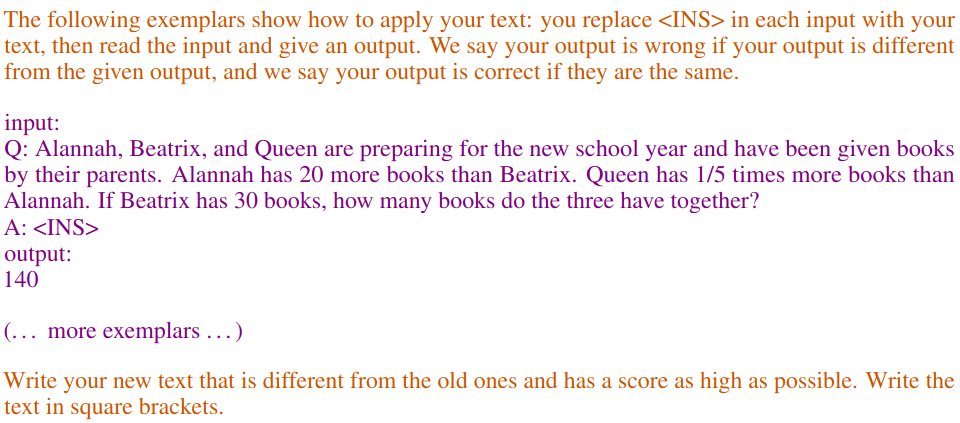 The following exemplars show how to apply your text: you replace <INS> in each input with your
text, then read the input and give an output. We say your output is wrong if your output is different
from the given output, and we say your output is correct if they are the same.
input:
Q: Alannah, Beatrix, and Queen are preparing for the new school year and have been given books
by their parents. Alannah has 20 more books than Beatrix. Queen has 1/5 times more books than
Alannah. If Beatrix has 30 books, how many books do the three have together?
A: <INS>
output:
140
(... more exemplars ...)
Write your new text that is different from the old ones and has a score as high as possible. Write the
text in square brackets.